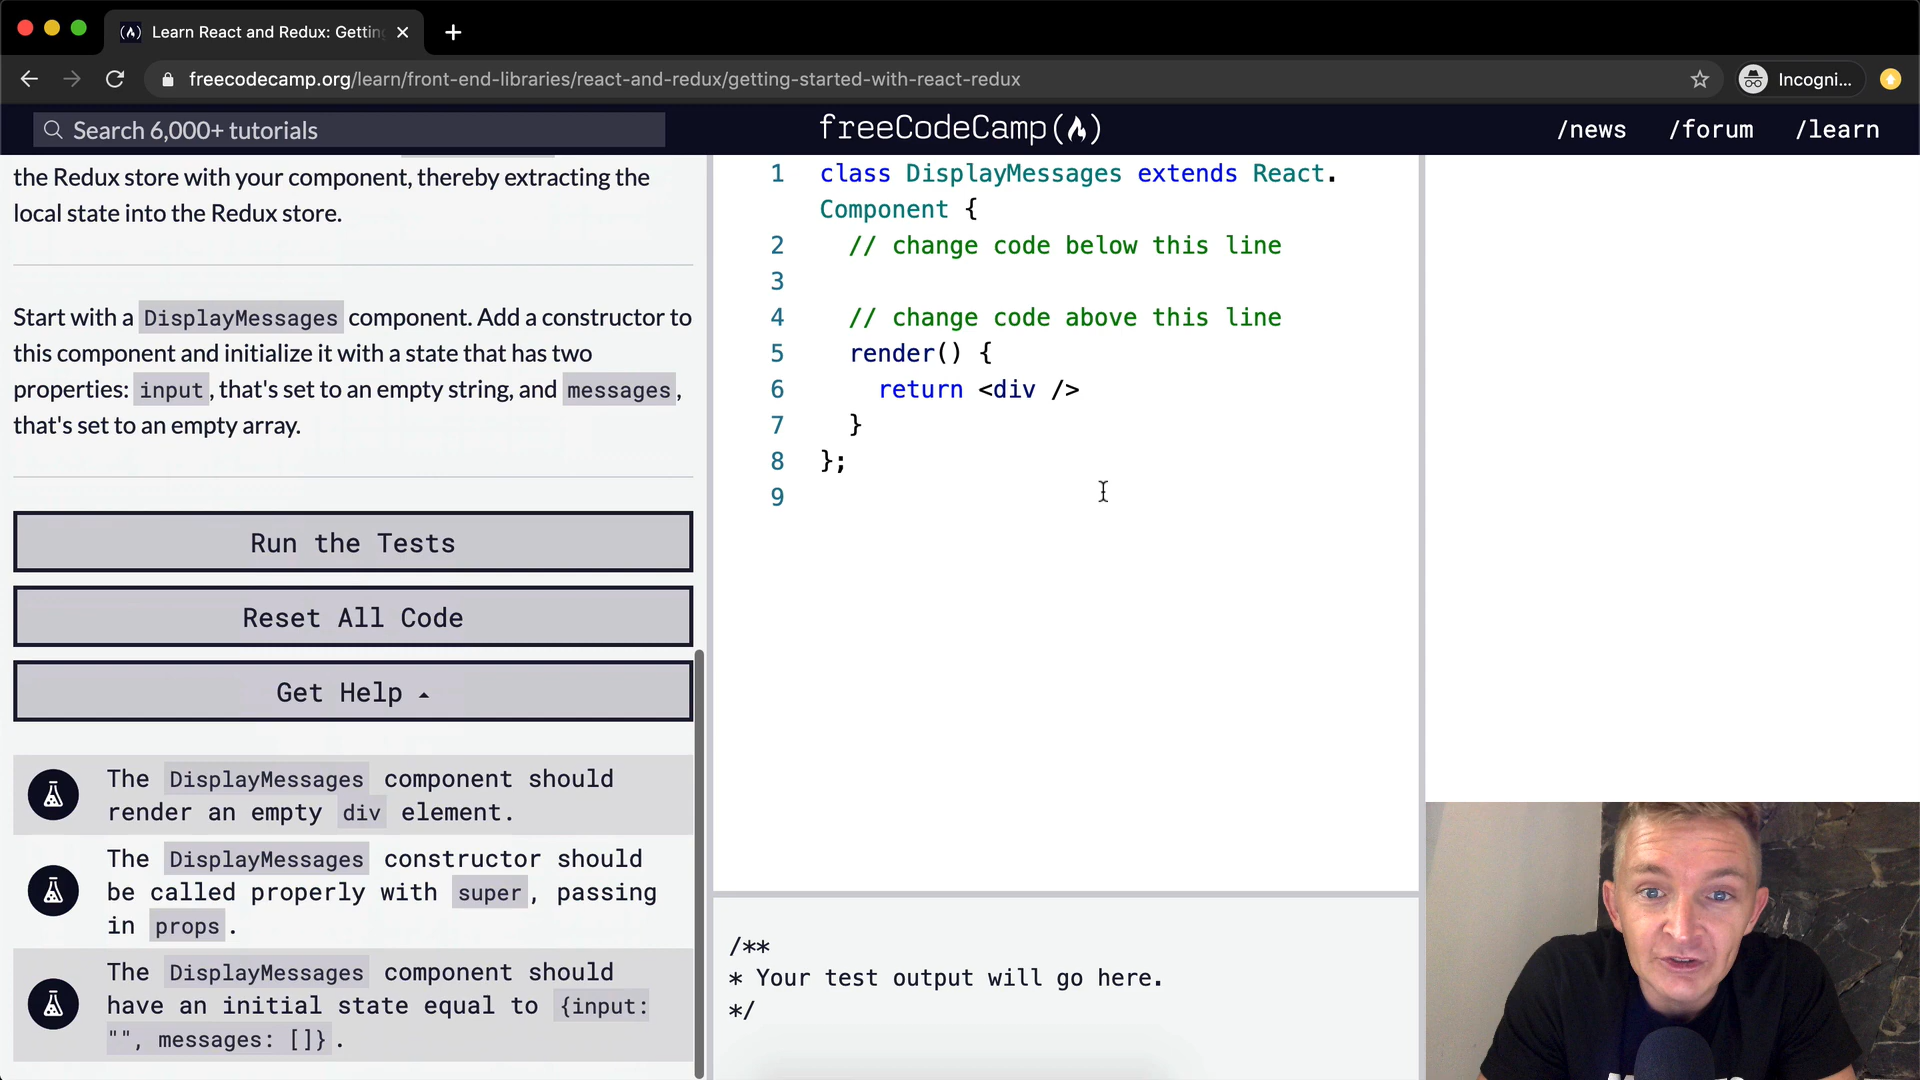 Learn React and Redux: Gettin
freecodecamp.org/learn/front-end-libraries/react-and-redux/getting-started-with-react-redux
Incogni...
Search 6,000+ tutorials
freeCodeCamp
/news
/forum
/learn
the Redux store with your component, thereby extracting the
local state into the Redux store.
Start with a DisplayMessages component. Add a constructor to
this component and initialize it with a state that has two
properties: input, that's set to an empty string, and messages,
that's set to an empty array.
Run the Tests
Reset All Code
Get Help
The DisplayMessages component should
render an empty div element.
The DisplayMessages constructor should
be called properly with super, passing
in props.
The DisplayMessages component should
have an initial state equal to {input:
"", messages: []}.
1 class DisplayMessages extends React.
Component {
2 // change code below this line
3
4 // change code above this line
5 render() {
6 return <div />
7 }
8 };
9
/**
* Your test output will go here.
*/